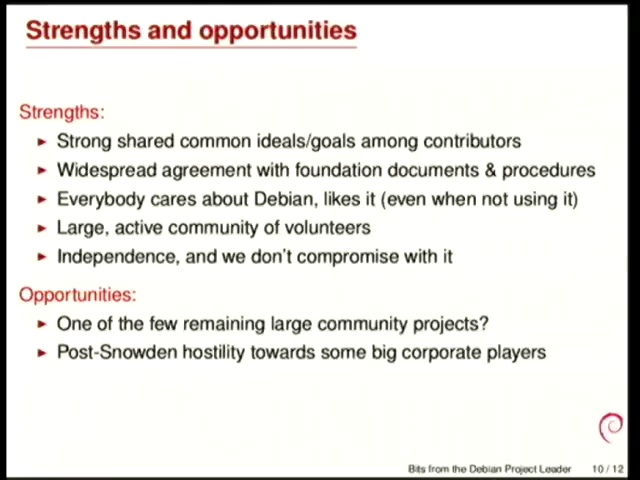 Strengths and opportunities
Strengths:
► Strong shared common ideals/goals among contributors
► Widespread agreement with foundation documents & procedures
► Everybody cares about Debian, likes it (even when not using it)
► Large, active community of volunteers
► Independence, and we don't compromise with it
Opportunities:
► One of the few remaining large community projects?
► Post-Snowden hostility towards some big corporate players
Bits from the Debian Project Leader 10 / 12